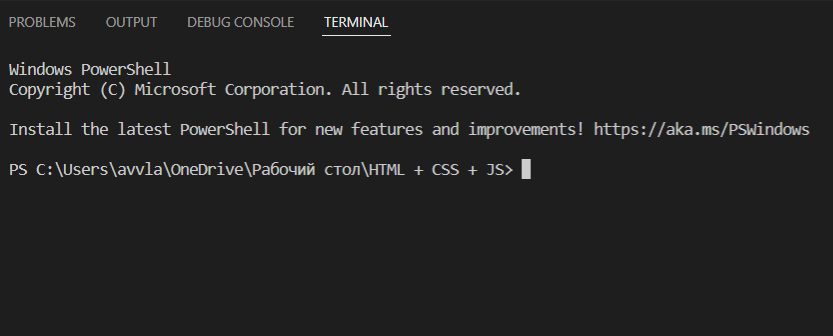 PROBLEMS OUTPUT DEBUG CONSOLE TERMINAL
Windows PowerShell
Copyright (C) Microsoft Corporation. All rights reserved.
Install the latest PowerShell for new features and improvements! https://aka.ms/PSWindows
PS C:\Users\avvla\OneDrive\Рабочий стол\HTML + CSS + JS>